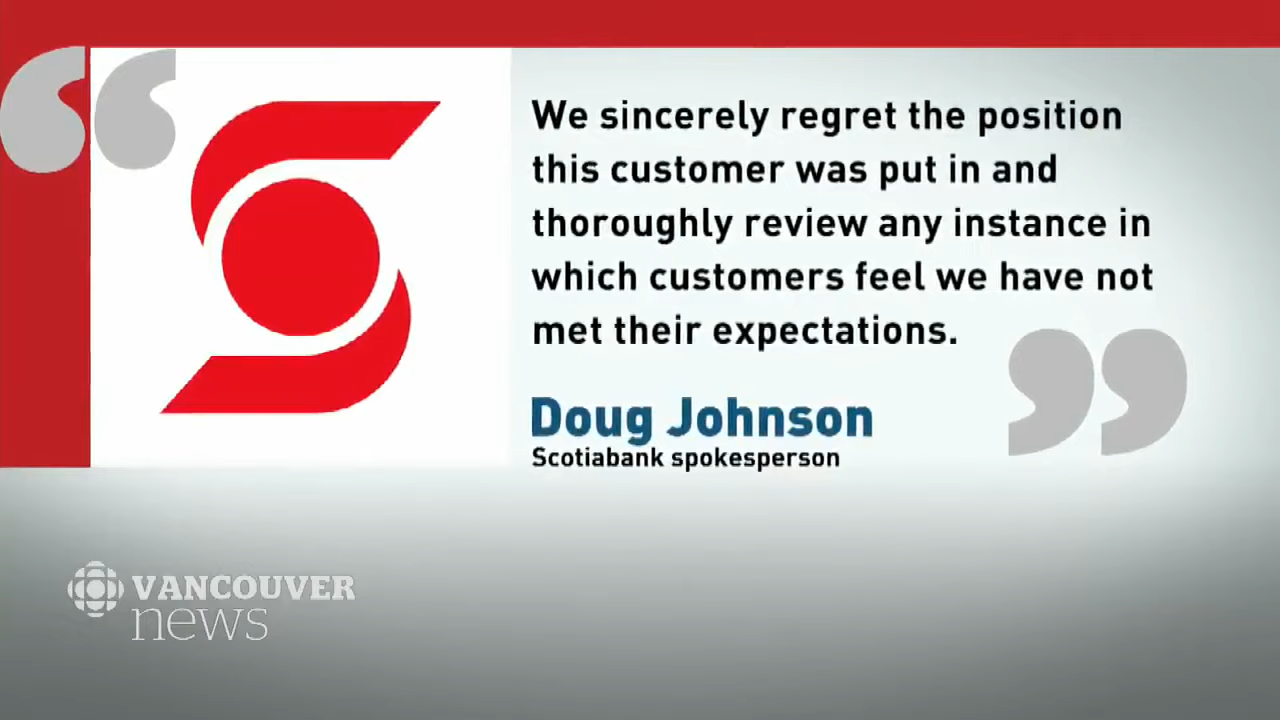 We sincerely regret the position
this customer was put in and
thoroughly review any instance in
which customers feel we have not
met their expectations.
Doug Johnson
Scotiabank spokesperson
VANCOUVER
news